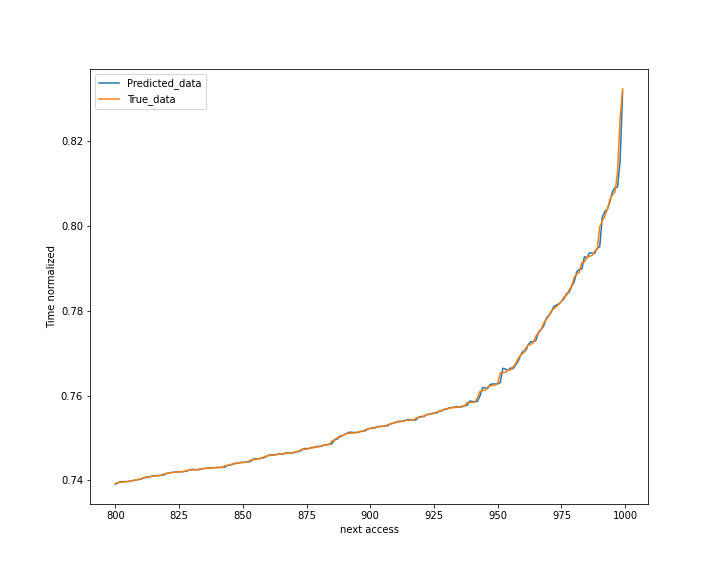 Predicted_data
True_data
0.82
0.80
0.78
0.76
0.74
Time normalized
800 825 850 875 900 925 950 975 1000
next access